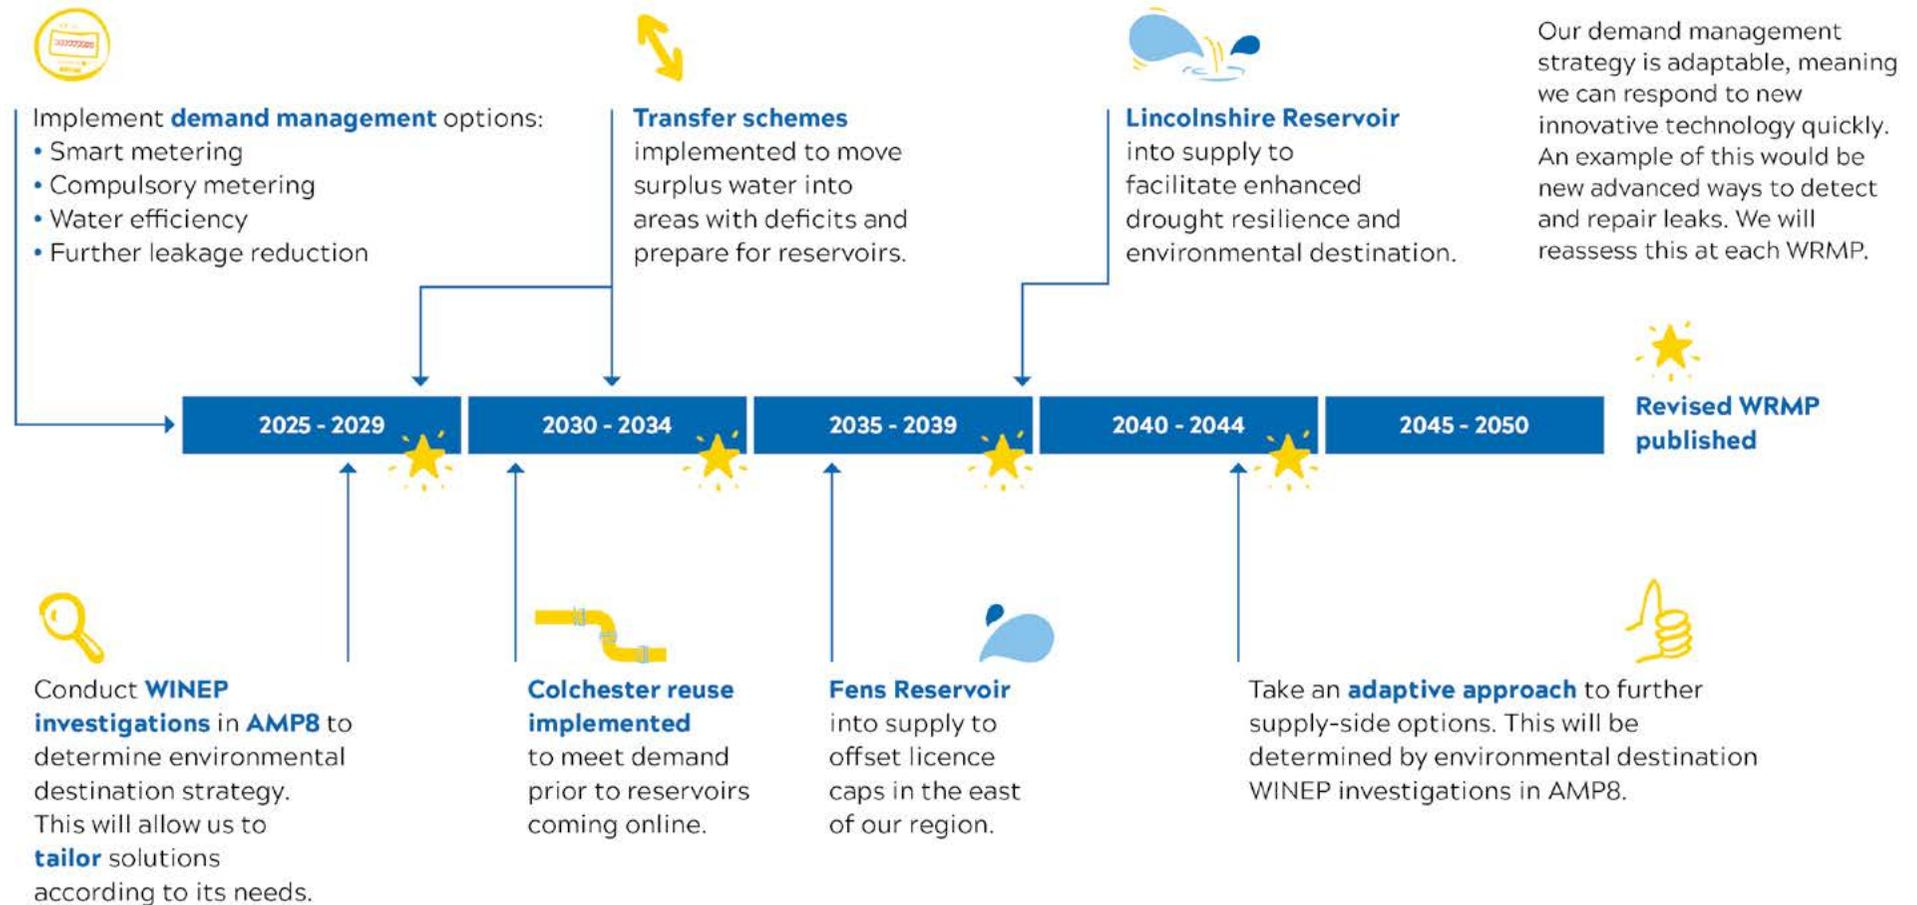 Implement demand management options:
• Smart metering
• Compulsory metering
• Water efficiency
• Further leakage reduction
Transfer schemes
implemented to move
surplus water into
areas with deficits and
prepare for reservoirs.
Lincolnshire Reservoir
into supply to
facilitate enhanced
drought resilience and
environmental destination.
Our demand management
strategy is adaptable, meaning
we can respond to new
innovative technology quickly.
An example of this would be
new advanced ways to detect
and repair leaks. We will
reassess this at each WRMP.
2025 - 2029
2030 - 2034
2035 - 2039
2040 - 2044
2045 - 2050
Revised WRMP
published
Conduct WINEP
investigations in AMP8 to
determine environmental
destination strategy.
This will allow us to
tailor solutions
according to its needs.
Colchester reuse
implemented
to meet demand
prior to reservoirs
coming online.
Fens Reservoir
into supply to
offset licence
caps in the east
of our region.
Take an adaptive approach to further
supply-side options. This will be
determined by environmental destination
WINEP investigations in AMP8.